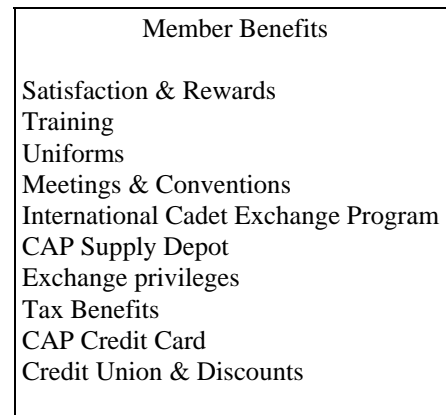 Member Benefits
Satisfaction & Rewards
Training
Uniforms
Meetings & Conventions
International Cadet Exchange Program
CAP Supply Depot
Exchange privileges
Tax Benefits
CAP Credit Card
Credit Union & Discounts